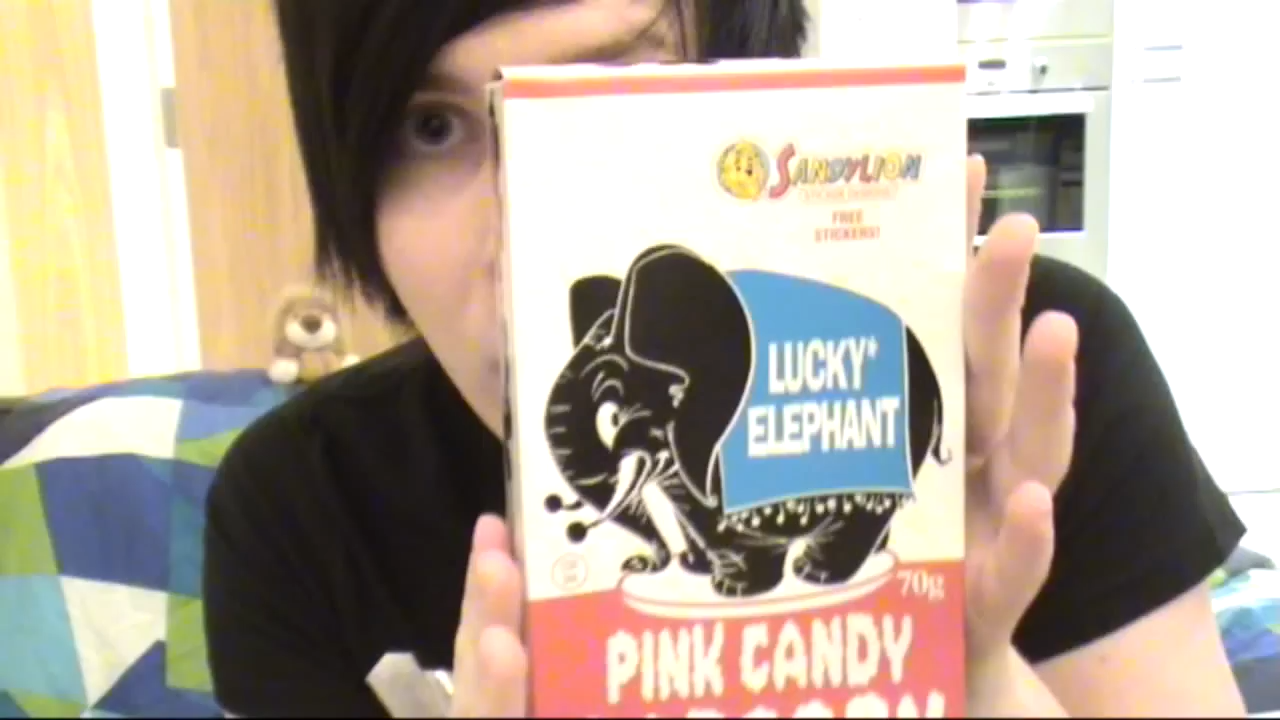 SANDYLION
FREE
STICKERS!
LUCKY*
ELEPHANT
70g
PINK CANDY